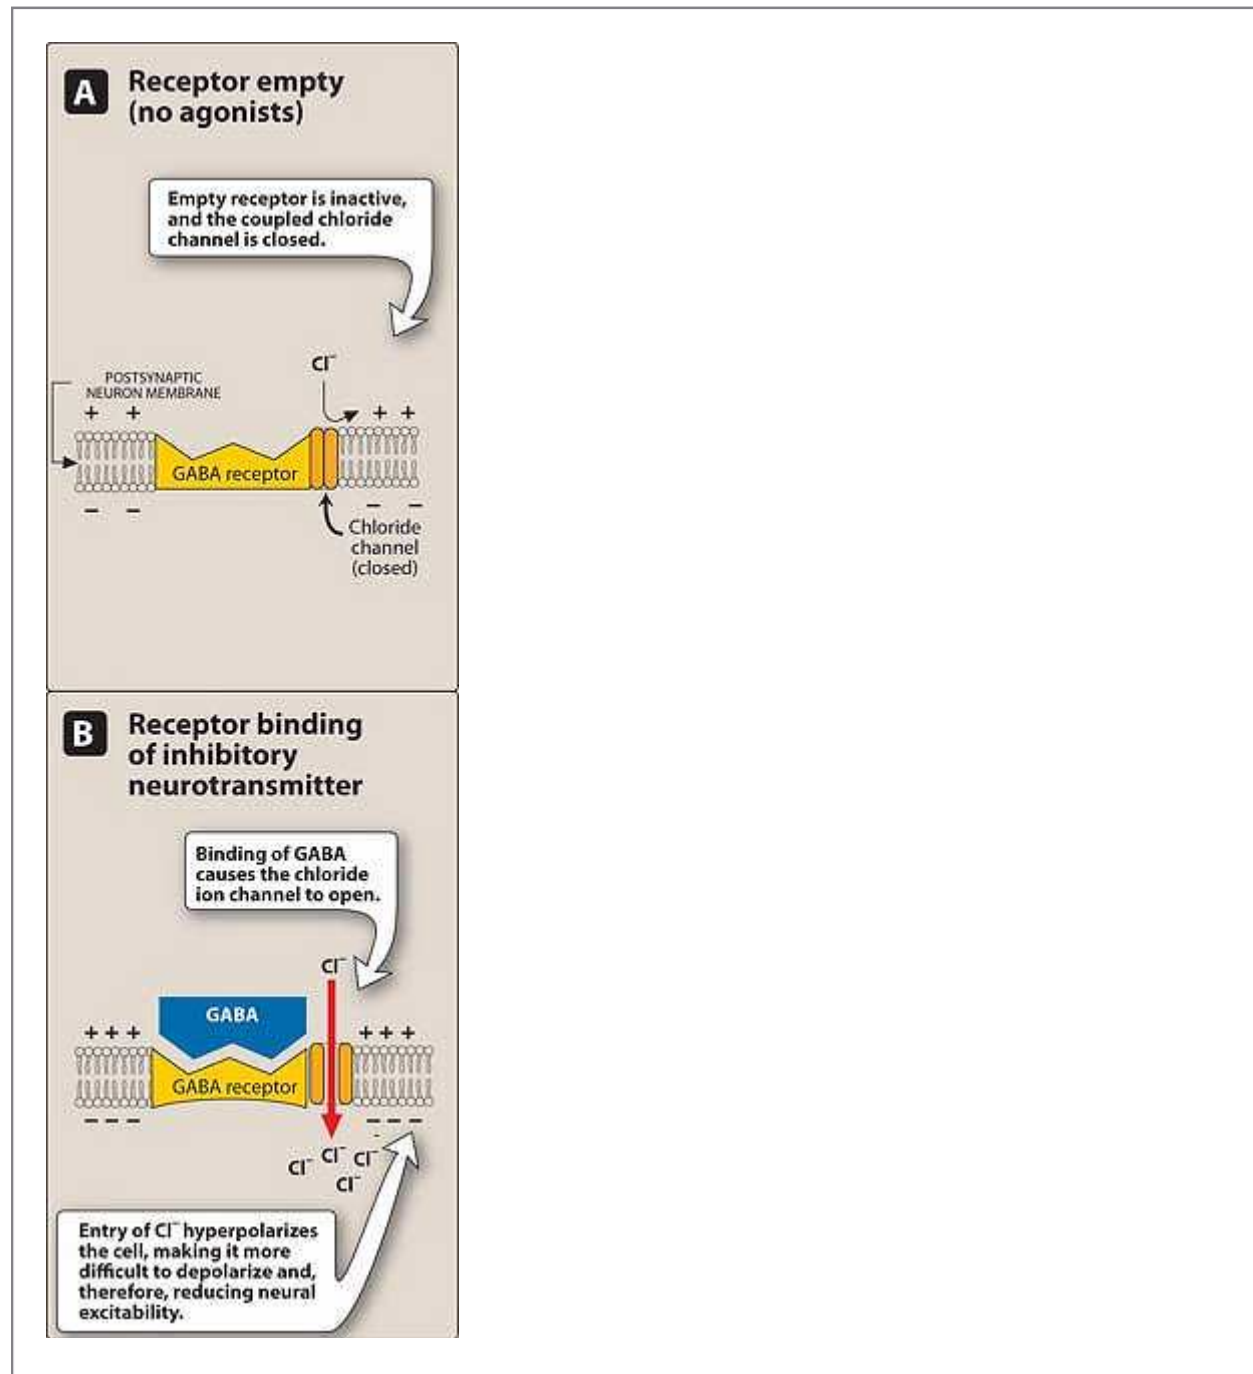 A
Receptor empty
(no agonists)
Empty receptor is inactive,
and the coupled chloride
channel is closed.
Cl⁻
POSTSYNAPTIC
NEURON MEMBRANE
+ +
+ +
GABA receptor
− −
− −
Chloride
channel
(closed)
B
Receptor binding
of inhibitory
neurotransmitter
Binding of GABA
causes the chloride
ion channel to open.
Cl⁻
GABA
+ + +
+ + +
GABA receptor
− − −
− − −
Cl⁻ Cl⁻ Cl⁻
Cl⁻
Entry of Cl⁻ hyperpolarizes
the cell, making it more
difficult to depolarize and,
therefore, reducing neural
excitability.